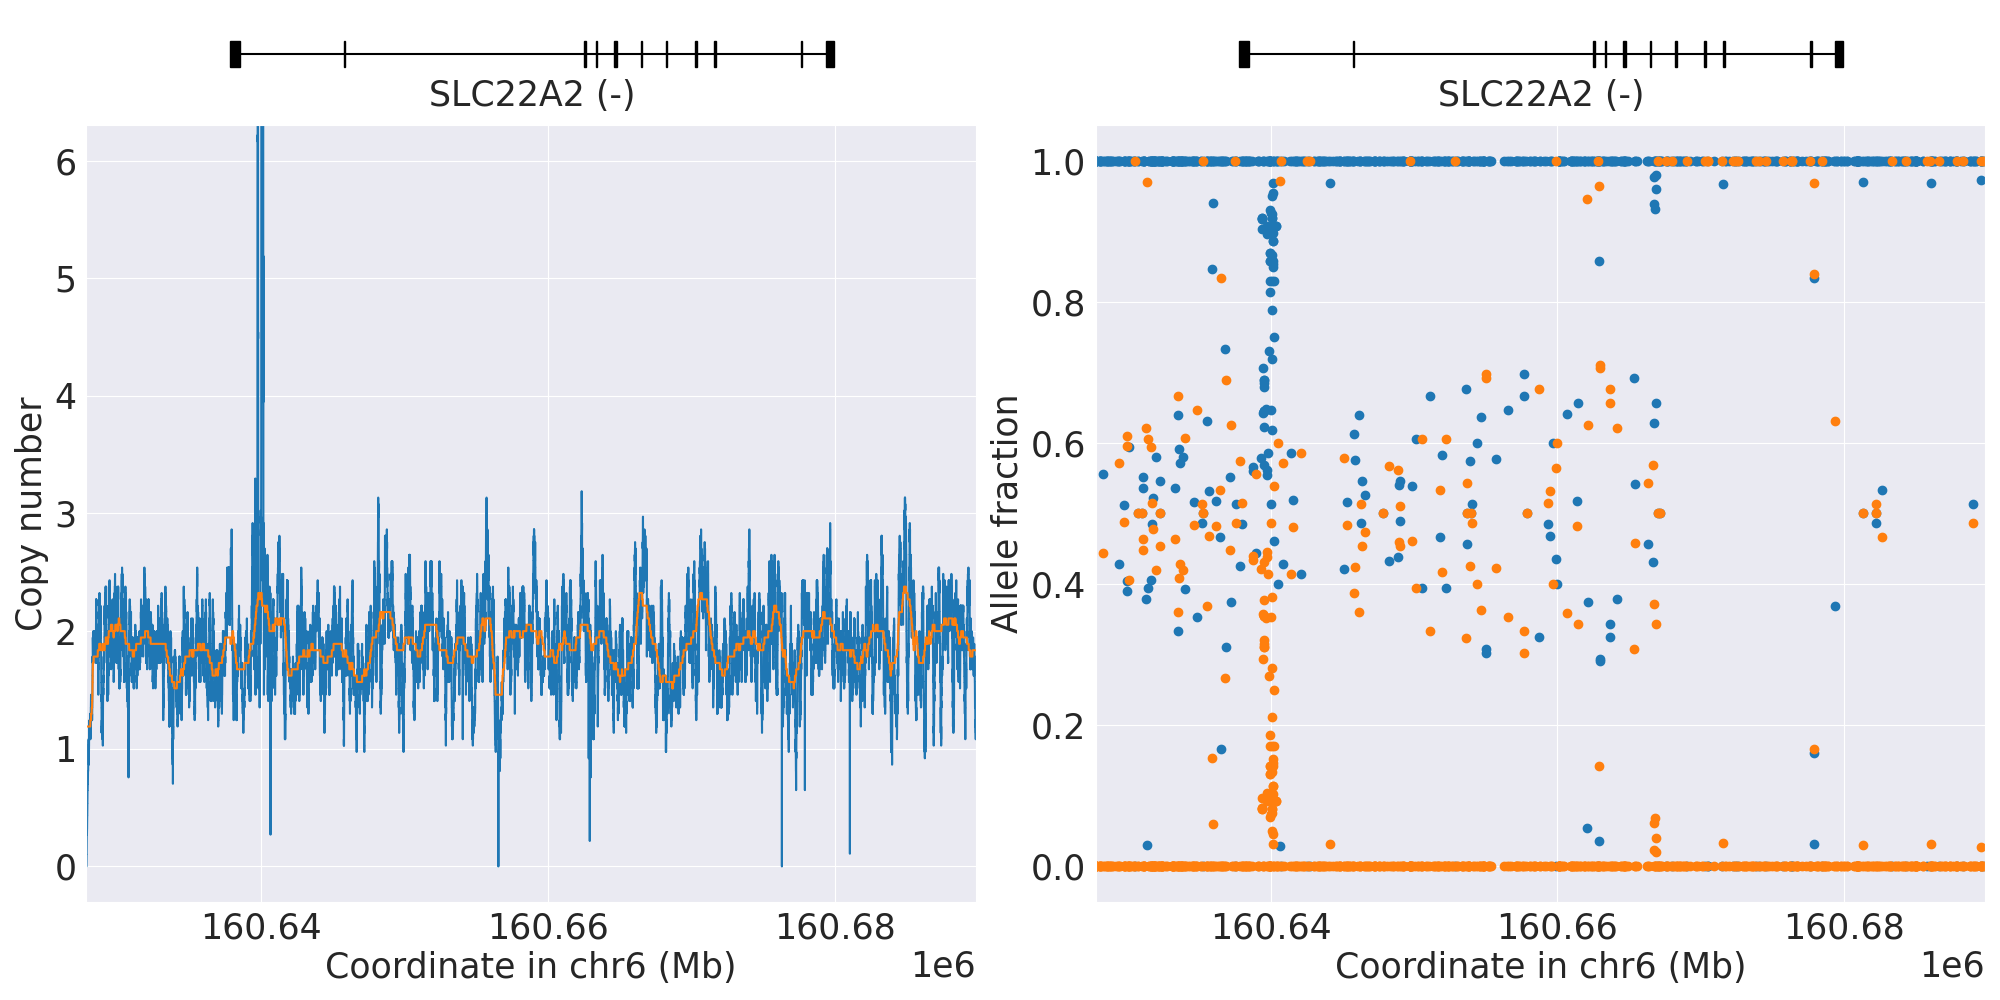 SLC22A2 (-)
6
5
4
3
2
1
0
Copy number
160.64
160.66
160.68
Coordinate in chr6 (Mb)
1e6
SLC22A2 (-)
1.0
0.8
0.6
0.4
0.2
0.0
Allele fraction
160.64
160.66
160.68
Coordinate in chr6 (Mb)
1e6